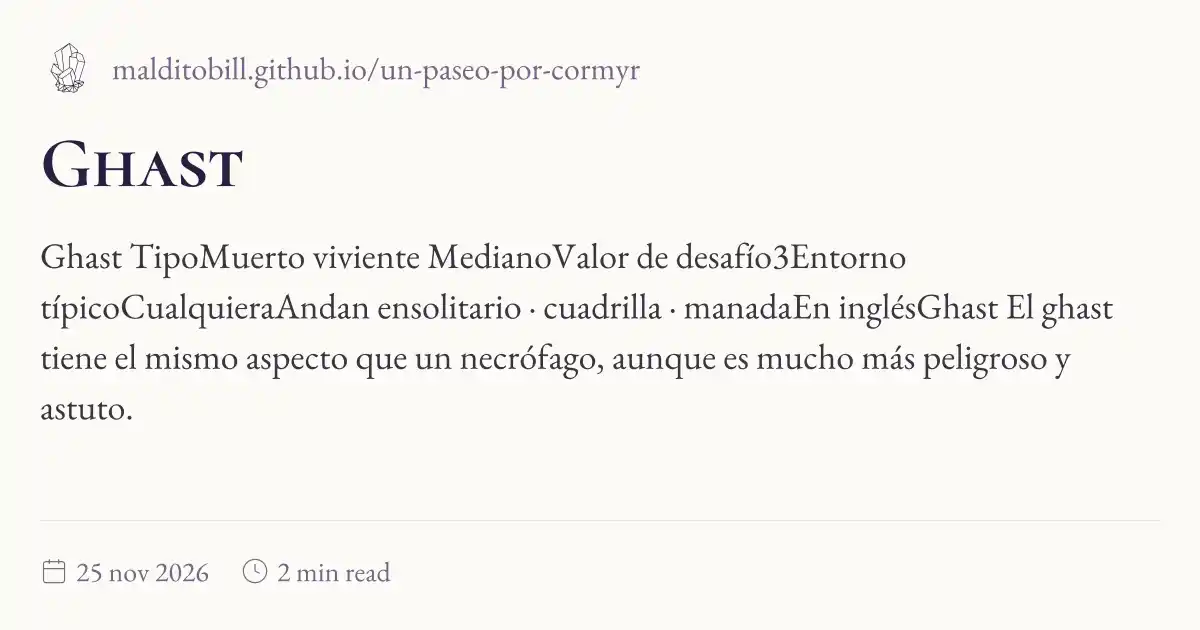 malditobill.github.io/un-paseo-por-cormyr
Ghast
Ghast TipoMuerto viviente MedianoValor de desafío3Entorno
típicoCualquieraAndan ensolitario · cuadrilla · manadaEn inglésGhast El ghast
tiene el mismo aspecto que un necrófago, aunque es mucho más peligroso y
astuto.
25 nov 2026
2 min read